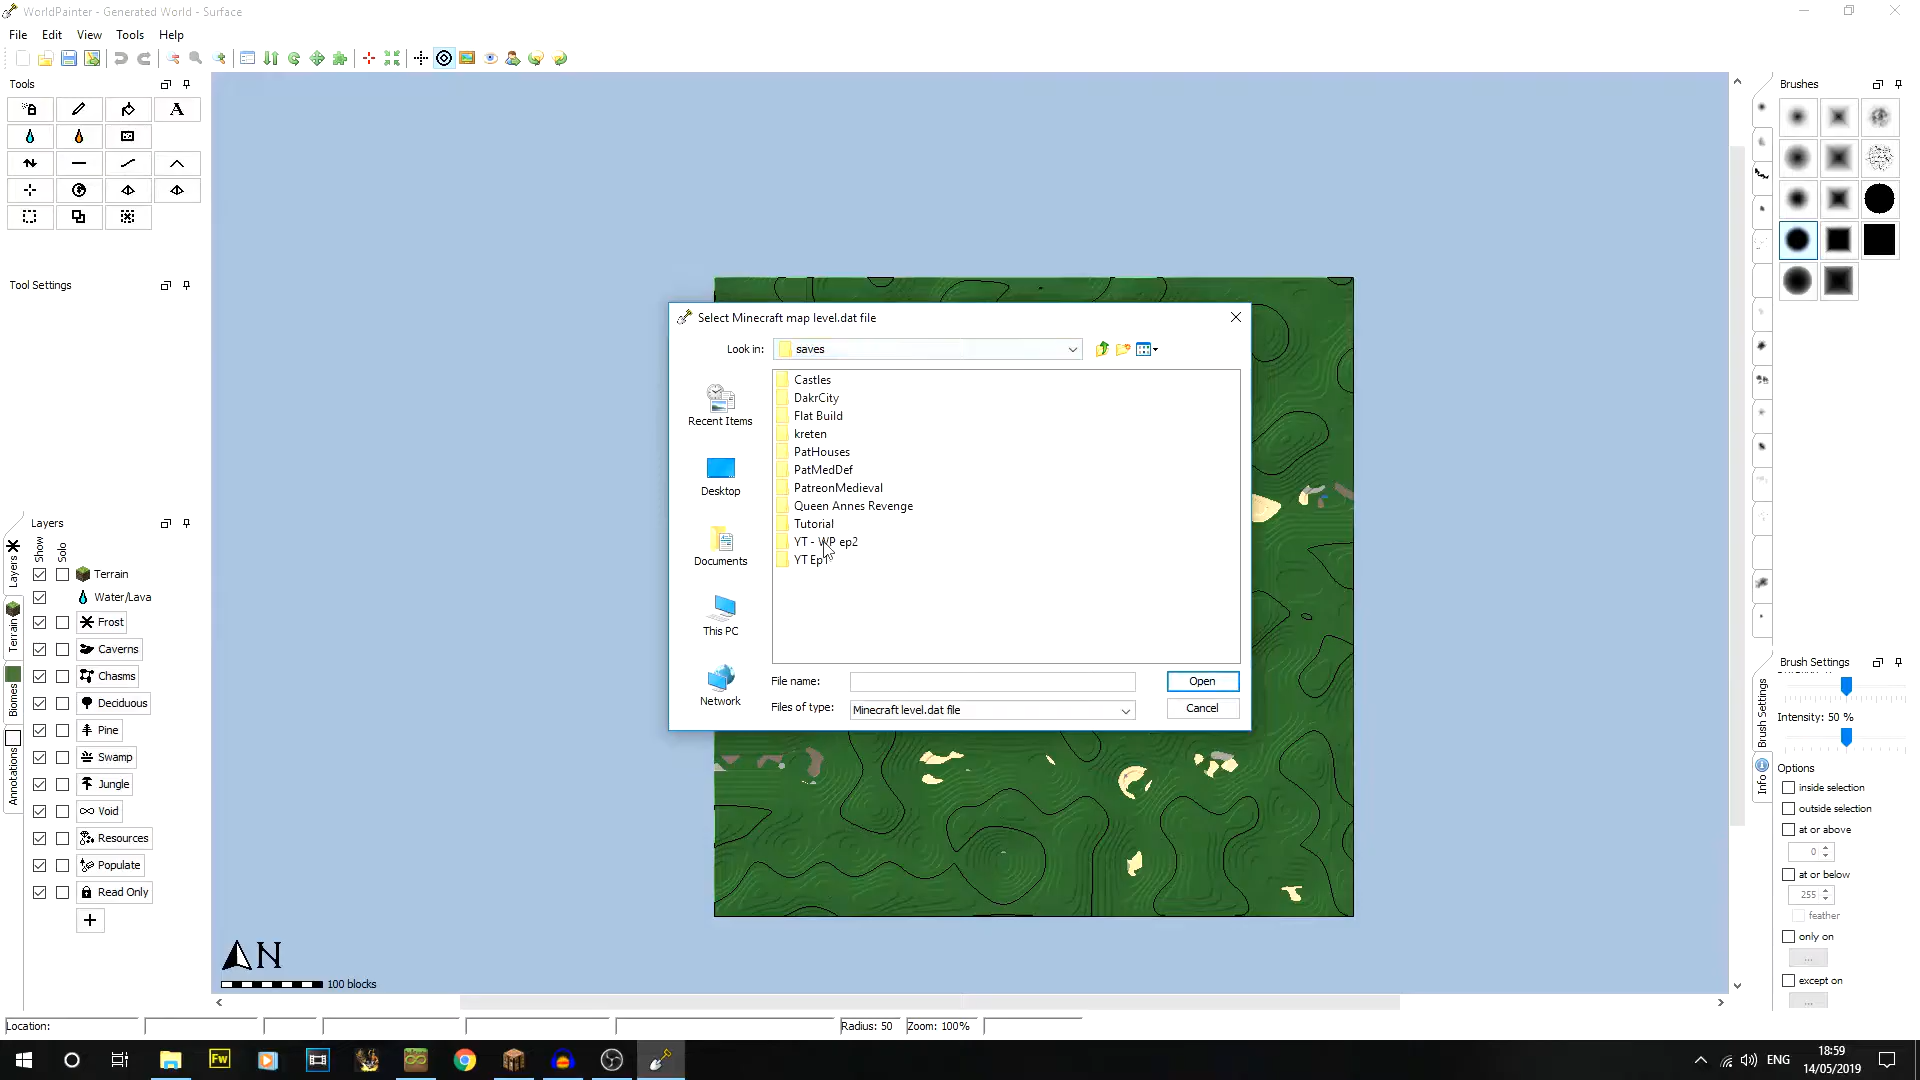 WorldPainter - Generated World - Surface
File Edit View Tools Help
Tools
A
Tool Settings
Layers
Show
Solo
Terrain
Water/Lava
Frost
Caverns
Chasms
Deciduous
Pine
Swamp
Jungle
Void
Resources
Populate
Read Only
+
Layers
Terrain
Biomes
Annotations
N
100 blocks
Select Minecraft map level.dat file
Look in:
saves
Recent Items
Desktop
Documents
This PC
Network
Castles
DakrCity
Flat Build
kreten
PatHouses
PatMedDef
PatreonMedieval
Queen Annes Revenge
Tutorial
YT - WP ep2
YT Ep1
File name:
Open
Files of type:
Minecraft level.dat file
Cancel
Brushes
Brush Settings
Intensity: 50 %
Options
inside selection
outside selection
at or above
0
at or below
255
feather
only on
...
except on
...
Brush Settings
Info
Location:
Radius: 50
Zoom: 100%
Fw
ENG
18:59
14/05/2019